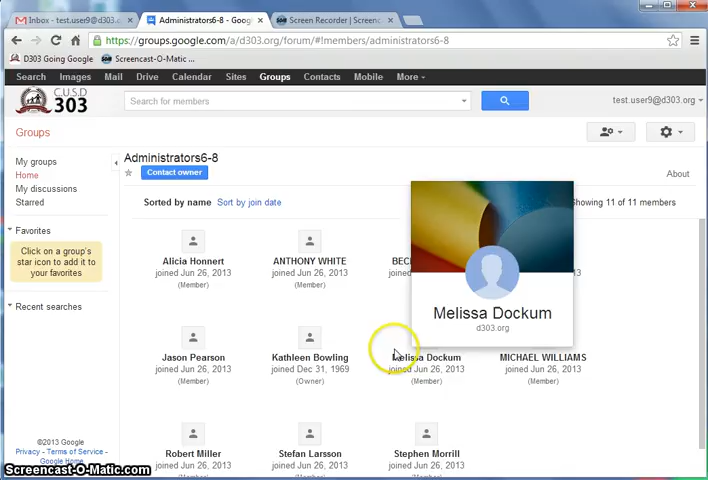 Inbox - test.user9@d303.c
Administrators6-8 - Goog
Screen Recorder | Screenc
https://groups.google.com/a/d303.org/forum/#!members/administrators6-8
D303 Going Google
Screencast-O-Matic ...
Search Images Mail Drive Calendar Sites Groups Contacts Mobile More
C.U.S.D
303
Search for members
test.user9@d303.org
Groups
My groups
Home
My discussions
Starred
Favorites
Click on a group's
star icon to add it to
your favorites
Recent searches
©2013 Google
Privacy - Terms of Service -
Google Home
Administrators6-8
Contact owner
About
Sorted by name Sort by join date
Showing 11 of 11 members
Alicia Honnert
joined Jun 26, 2013
(Member)
ANTHONY WHITE
joined Jun 26, 2013
(Member)
joined
Melissa Dockum
d303.org
Jason Pearson
joined Jun 26, 2013
(Member)
Kathleen Bowling
joined Dec 31, 1969
(Owner)
Melissa Dockum
joined Jun 26, 2013
(Member)
MICHAEL WILLIAMS
joined Jun 26, 2013
(Member)
Robert Miller
joined Jun 26, 2013
Stefan Larsson
joined Jun 26, 2013
Stephen Morrill
joined Jun 26, 2013
Screencast-O-Matic.com